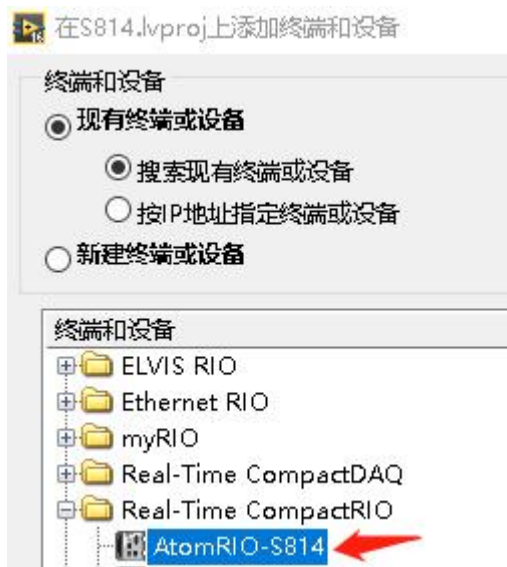 在S814.lvproj上添加终端和设备
终端和设备
现有终端或设备
搜索现有终端或设备
按IP地址指定终端或设备
新建终端或设备
终端和设备
ELVIS RIO
Ethernet RIO
myRIO
Real-Time CompactDAQ
Real-Time CompactRIO
AtomRIO-S814